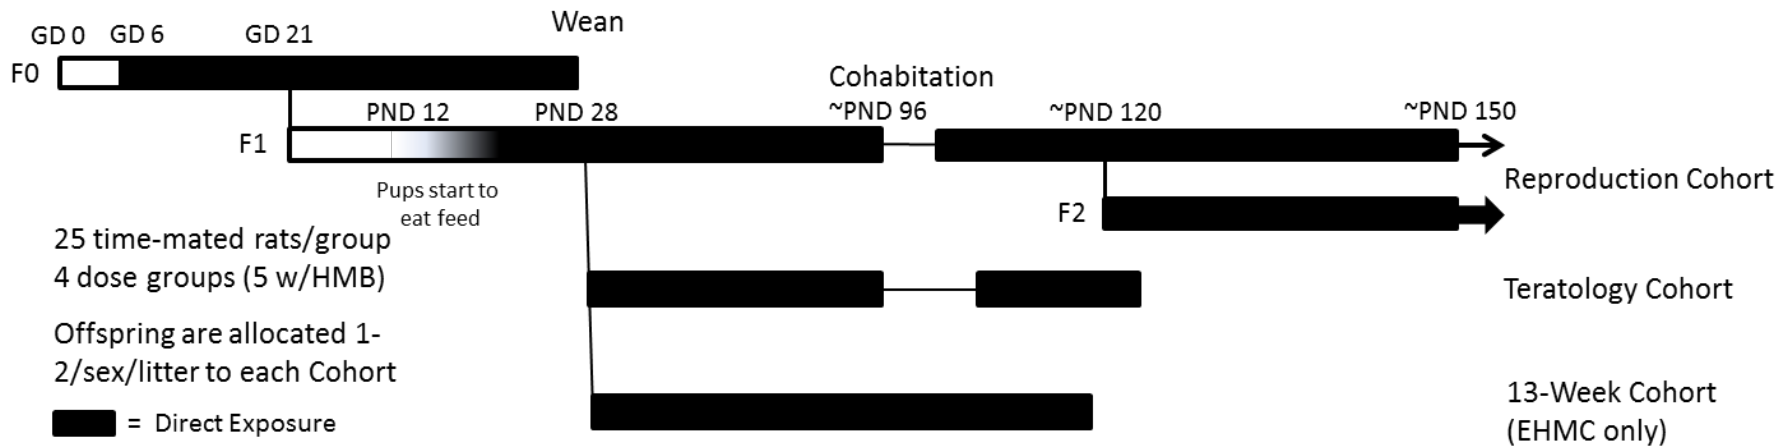 Wean
GD 0 GD 6 GD 21
F0
Cohabitation
PND 12 PND 28 ~PND 96 ~PND 120 ~PND 150
F1
Reproduction Cohort
Pups start to
eat feed
F2
25 time-mated rats/group
4 dose groups (5 w/HMB)
Teratology Cohort
Offspring are allocated 1-
2/sex/litter to each Cohort
13-Week Cohort
(EHMC only)
= Direct Exposure